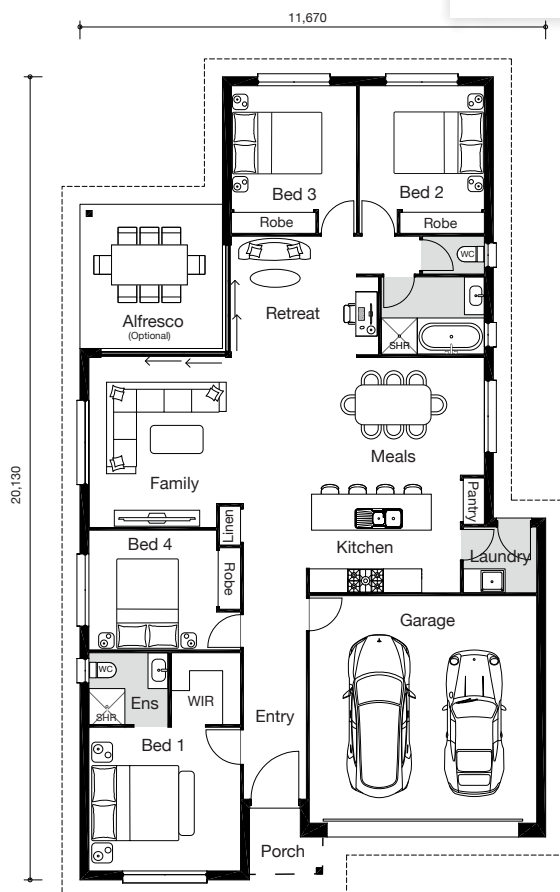 11,670
20,130
Bed 3
Bed 2
Robe
Robe
WC
Alfresco
(Optional)
Retreat
SHR
Meals
Family
Pantry
Linen
Kitchen
Laundry
Bed 4
Robe
Garage
WC
Ens
WIR
SHR
Entry
Bed 1
Porch